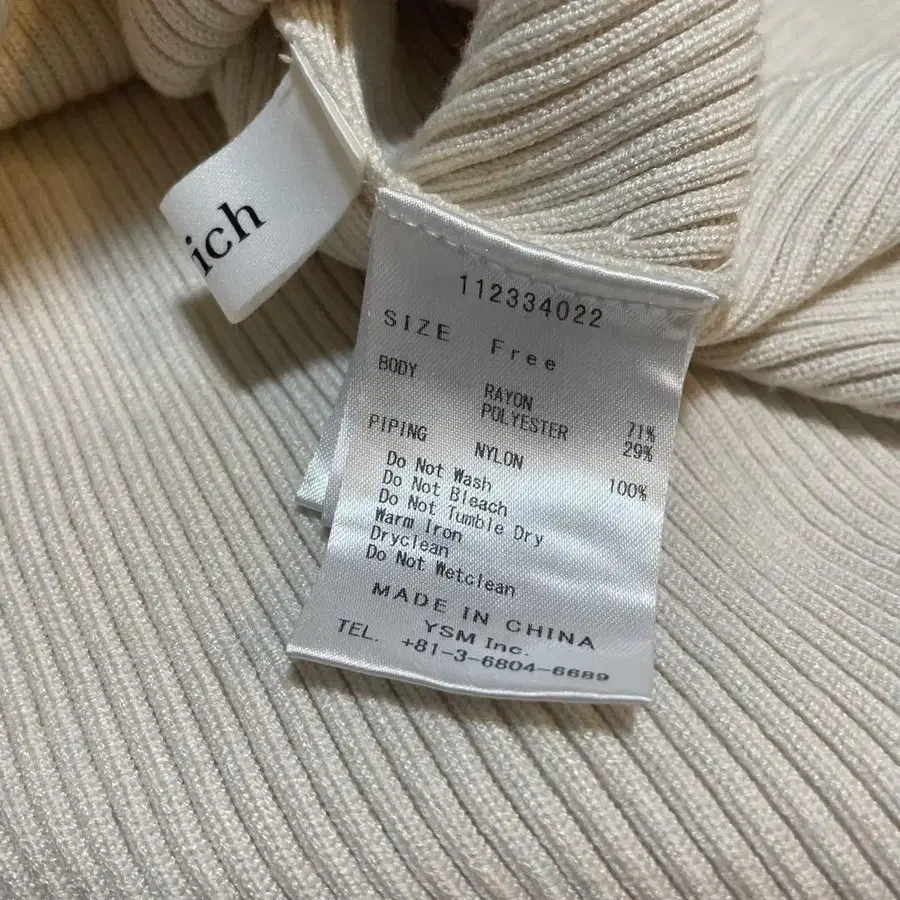 ich
112334022
SIZE Free
BODY
RAYON 71%
POLYESTER 29%
PIPING
NYLON 100%
Do Not Wash
Do Not Bleach
Do Not Tumble Dry
Warm Iron
Dryclean
Do Not Wetclean
MADE IN CHINA
YSM Inc.
TEL. +81-3-6804-6689